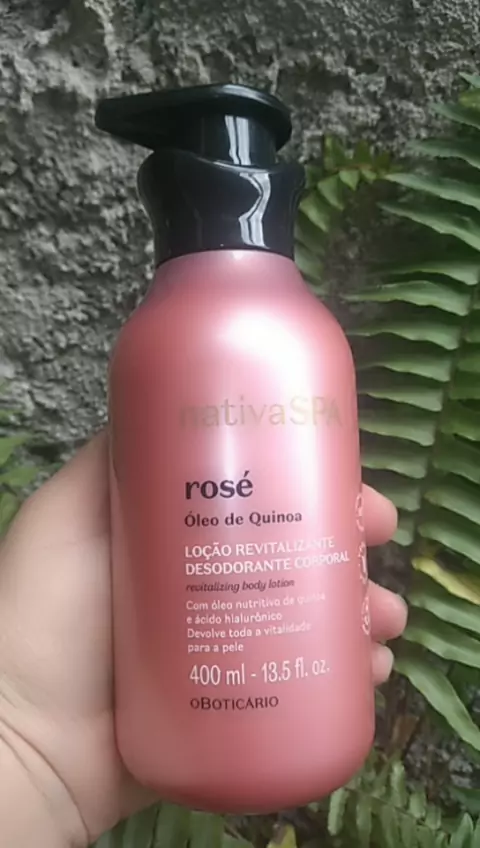 nativaSPA
rosé
Óleo de Quinoa
LOÇÃO REVITALIZANTE
DESODORANTE CORPORAL
revitalizing body lotion
Com óleo nutritivo de quinoa
e ácido hialurônico
Devolve toda a vitalidade
para a pele
400 ml - 13.5 fl. oz.
oBOTICÁRIO